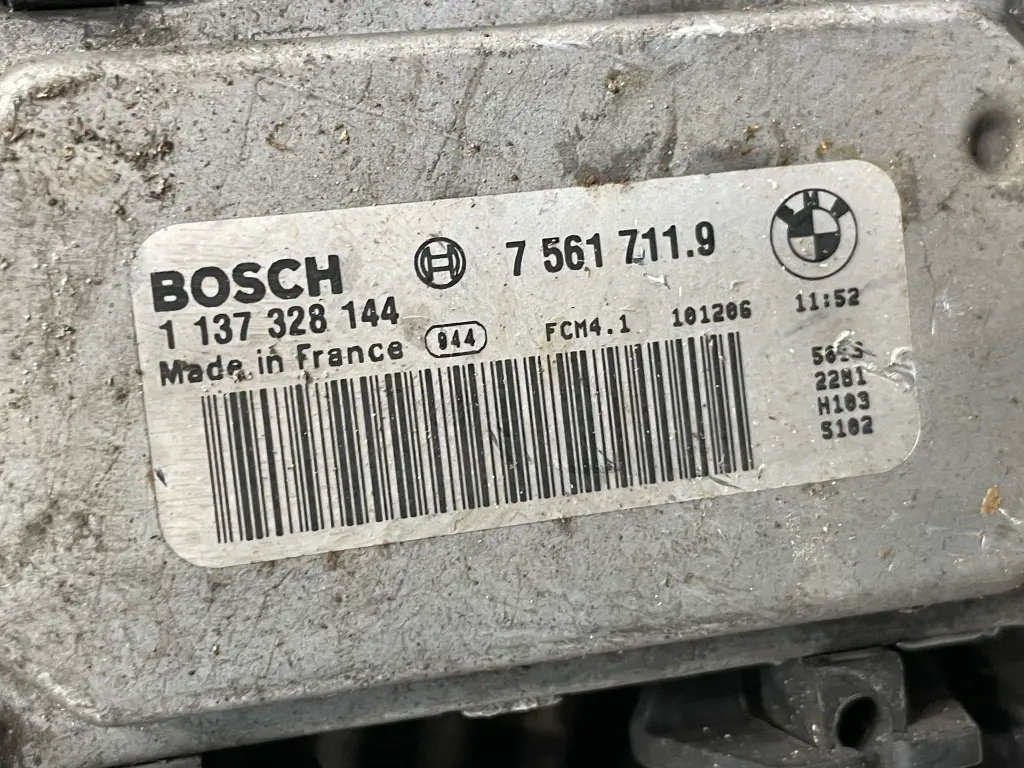 BOSCH 7 561 711.9 BMW
1 137 328 144
Made in France 944 FCM4.1 101206 11:52
2281
H103
S102